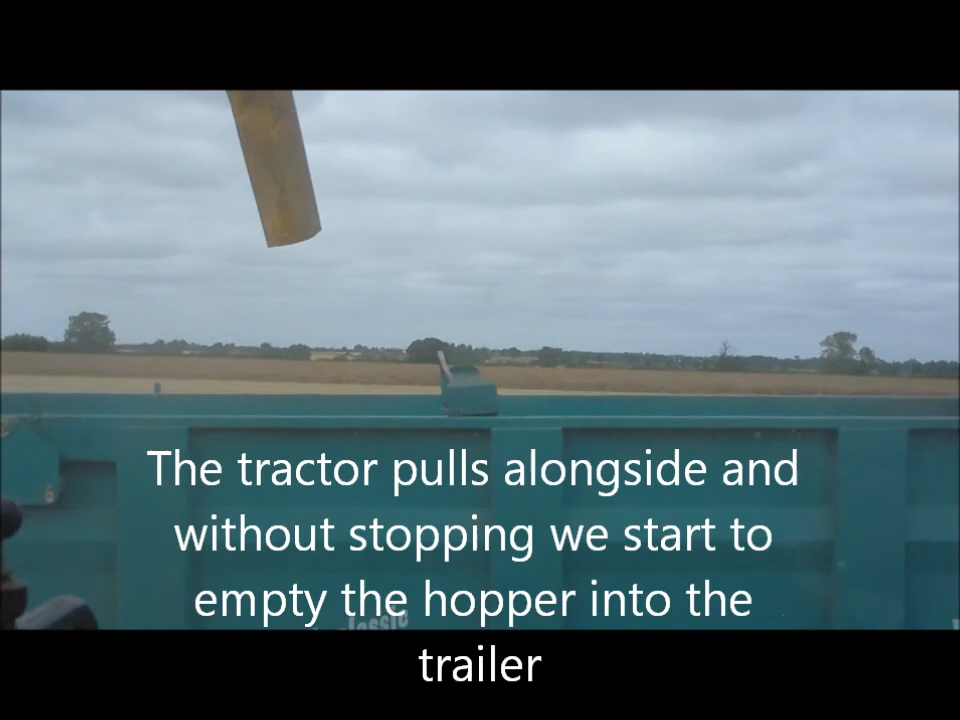 The tractor pulls alongside and
without stopping we start to
empty the hopper into the
trailer